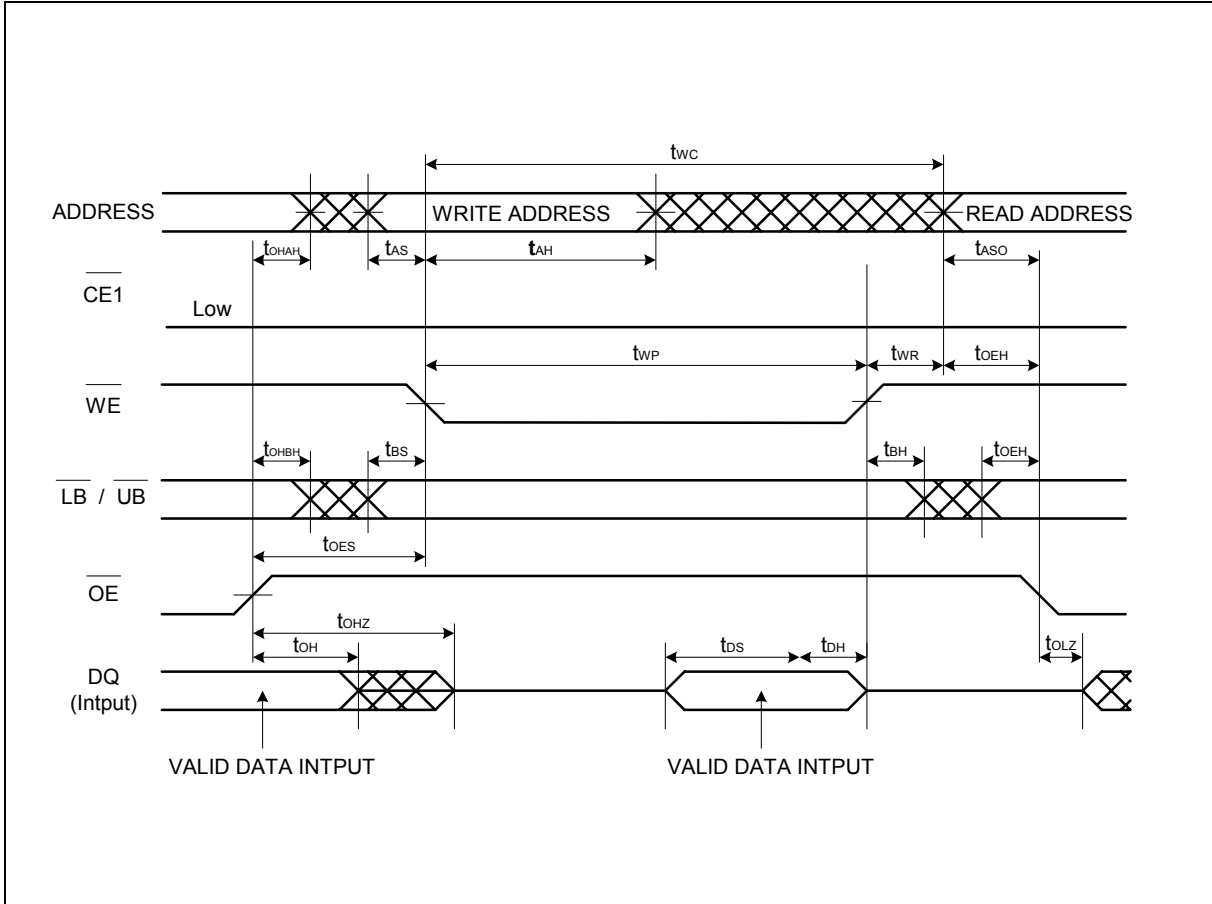 tWC
ADDRESS
WRITE ADDRESS
READ ADDRESS
tOHAH
tAS
tAH
tASO
CE1
Low
tWP
tWR
tOEH
WE
tOHBH
tBS
tBH
tOEH
LB / UB
tOES
OE
tOHZ
tOH
tDS
tDH
tOLZ
DQ
(Intput)
VALID DATA INTPUT
VALID DATA INTPUT